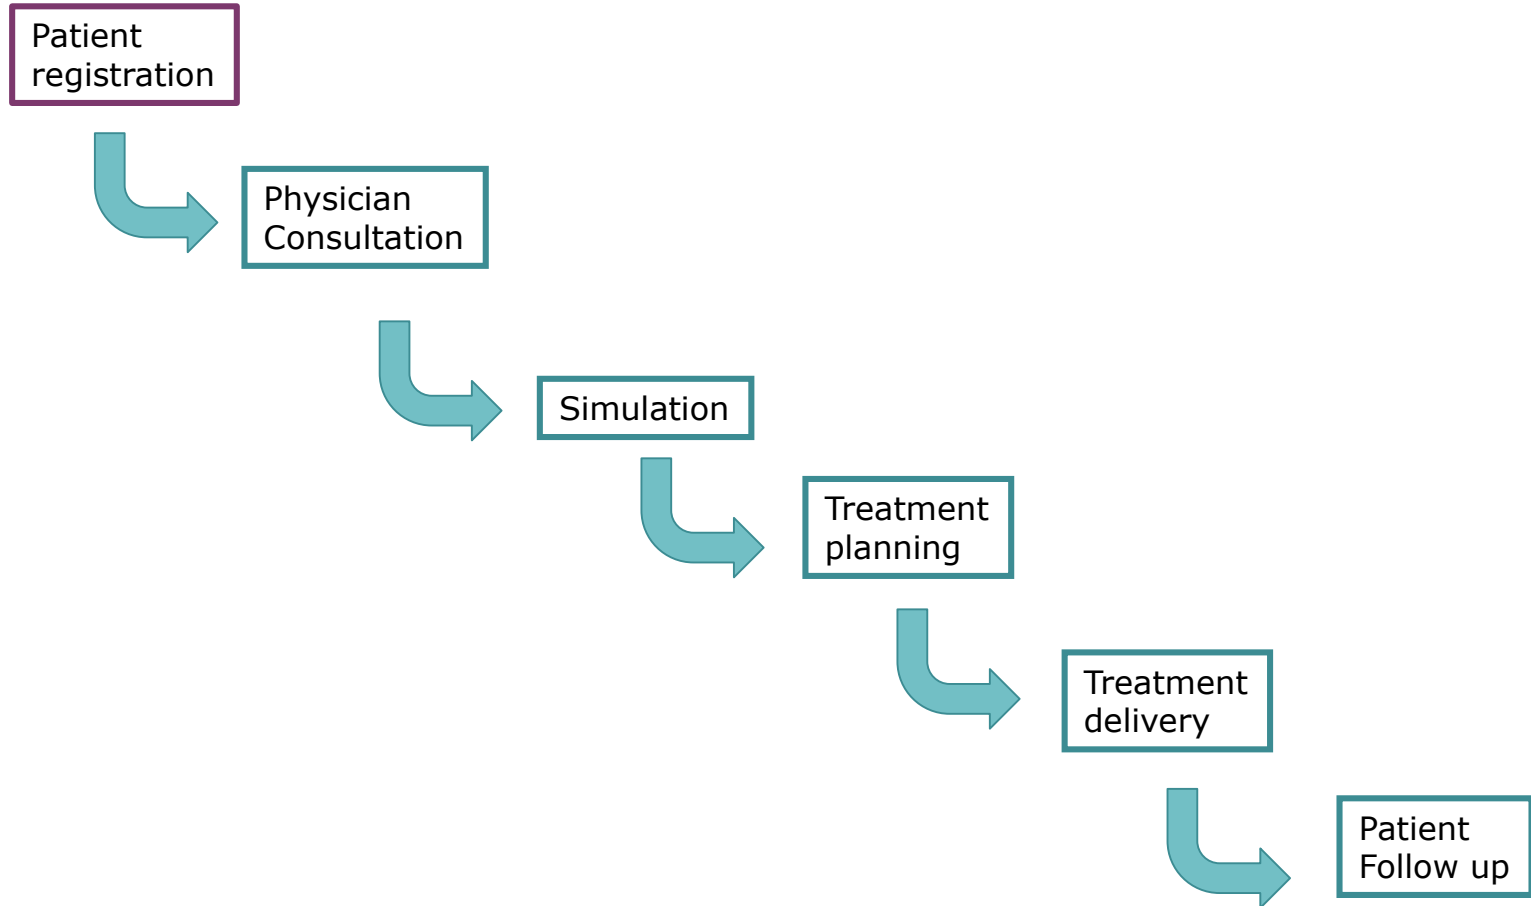 Patient
registration
Physician
Consultation
Simulation
Treatment
planning
Treatment
delivery
Patient
Follow up